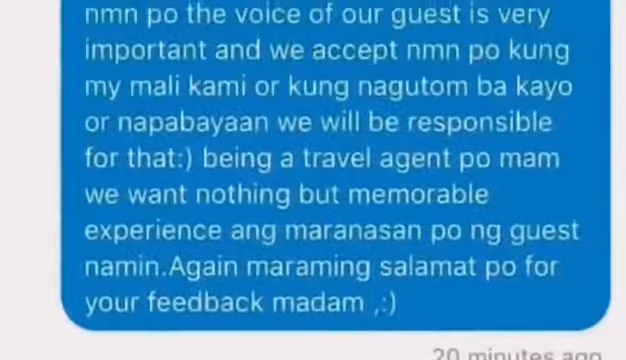 nmn po the voice of our guest is very
important and we accept nmn po kung
my mali kami or kung nagutom ba kayo
or napabayaan we will be responsible
for that:) being a travel agent po mam
we want nothing but memorable
experience ang maranasan po ng guest
namin.Again maraming salamat po for
your feedback madam ,:)
20 minutes ago